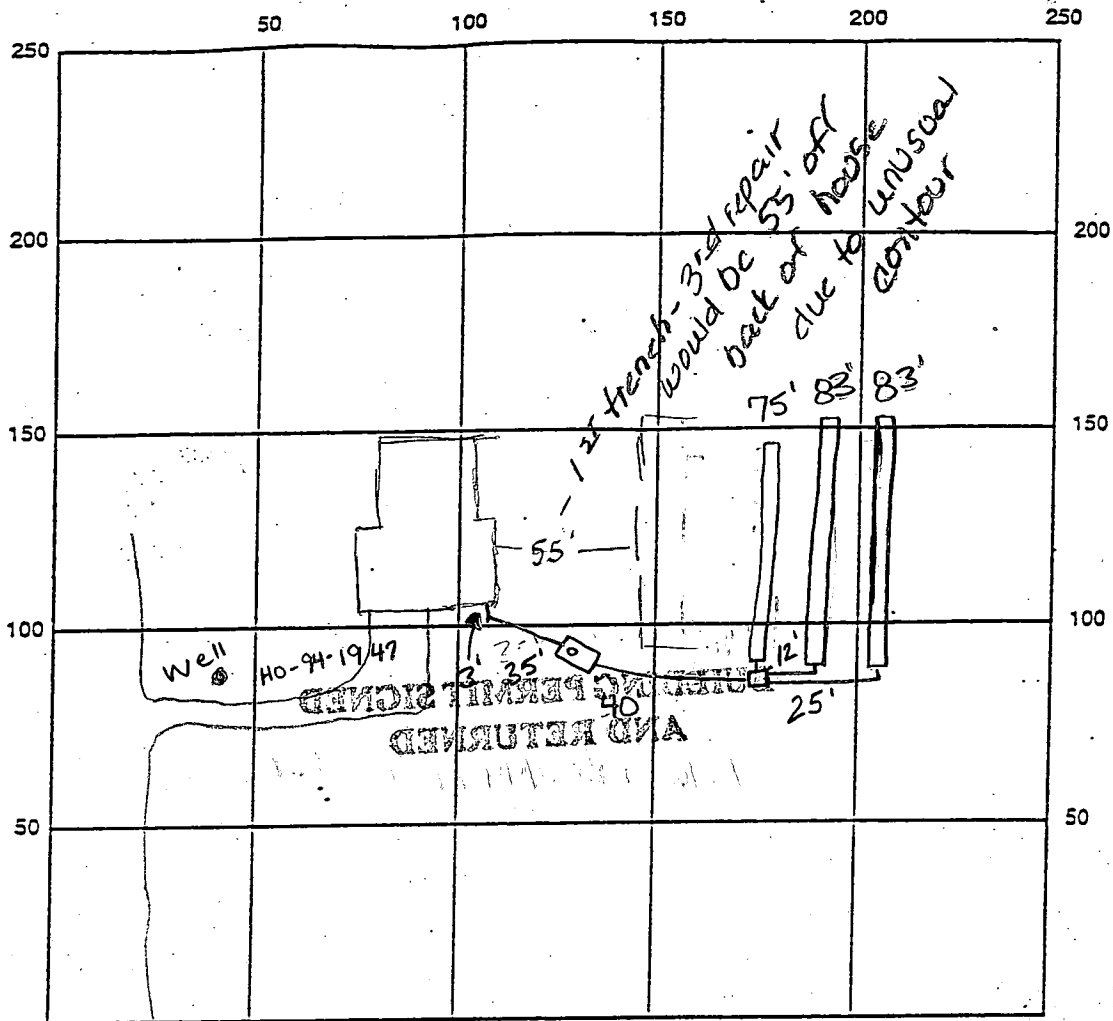 50 100 150 200 250
250
200 200
1st trench - 3rd repair
would be 55' off
back of house
due to unusual
contour
75' 83' 83'
150 150
55'
100 100
Well
HO-94-1947
3' 35' 12'
40 25'
BUILDING PERMIT SIGNED
AND RETURNED
50 50